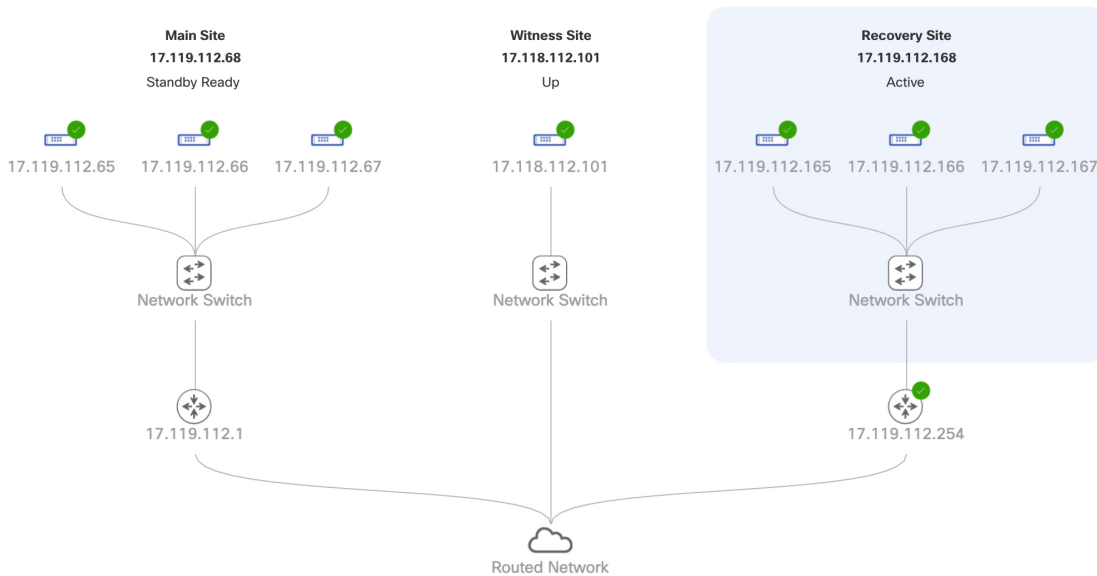 Main Site
17.119.112.68
Standby Ready
Witness Site
17.118.112.101
Up
Recovery Site
17.119.112.168
Active
17.119.112.65
17.119.112.66
17.119.112.67
17.118.112.101
17.119.112.165
17.119.112.166
17.119.112.167
Network Switch
Network Switch
Network Switch
17.119.112.1
17.119.112.254
Routed Network